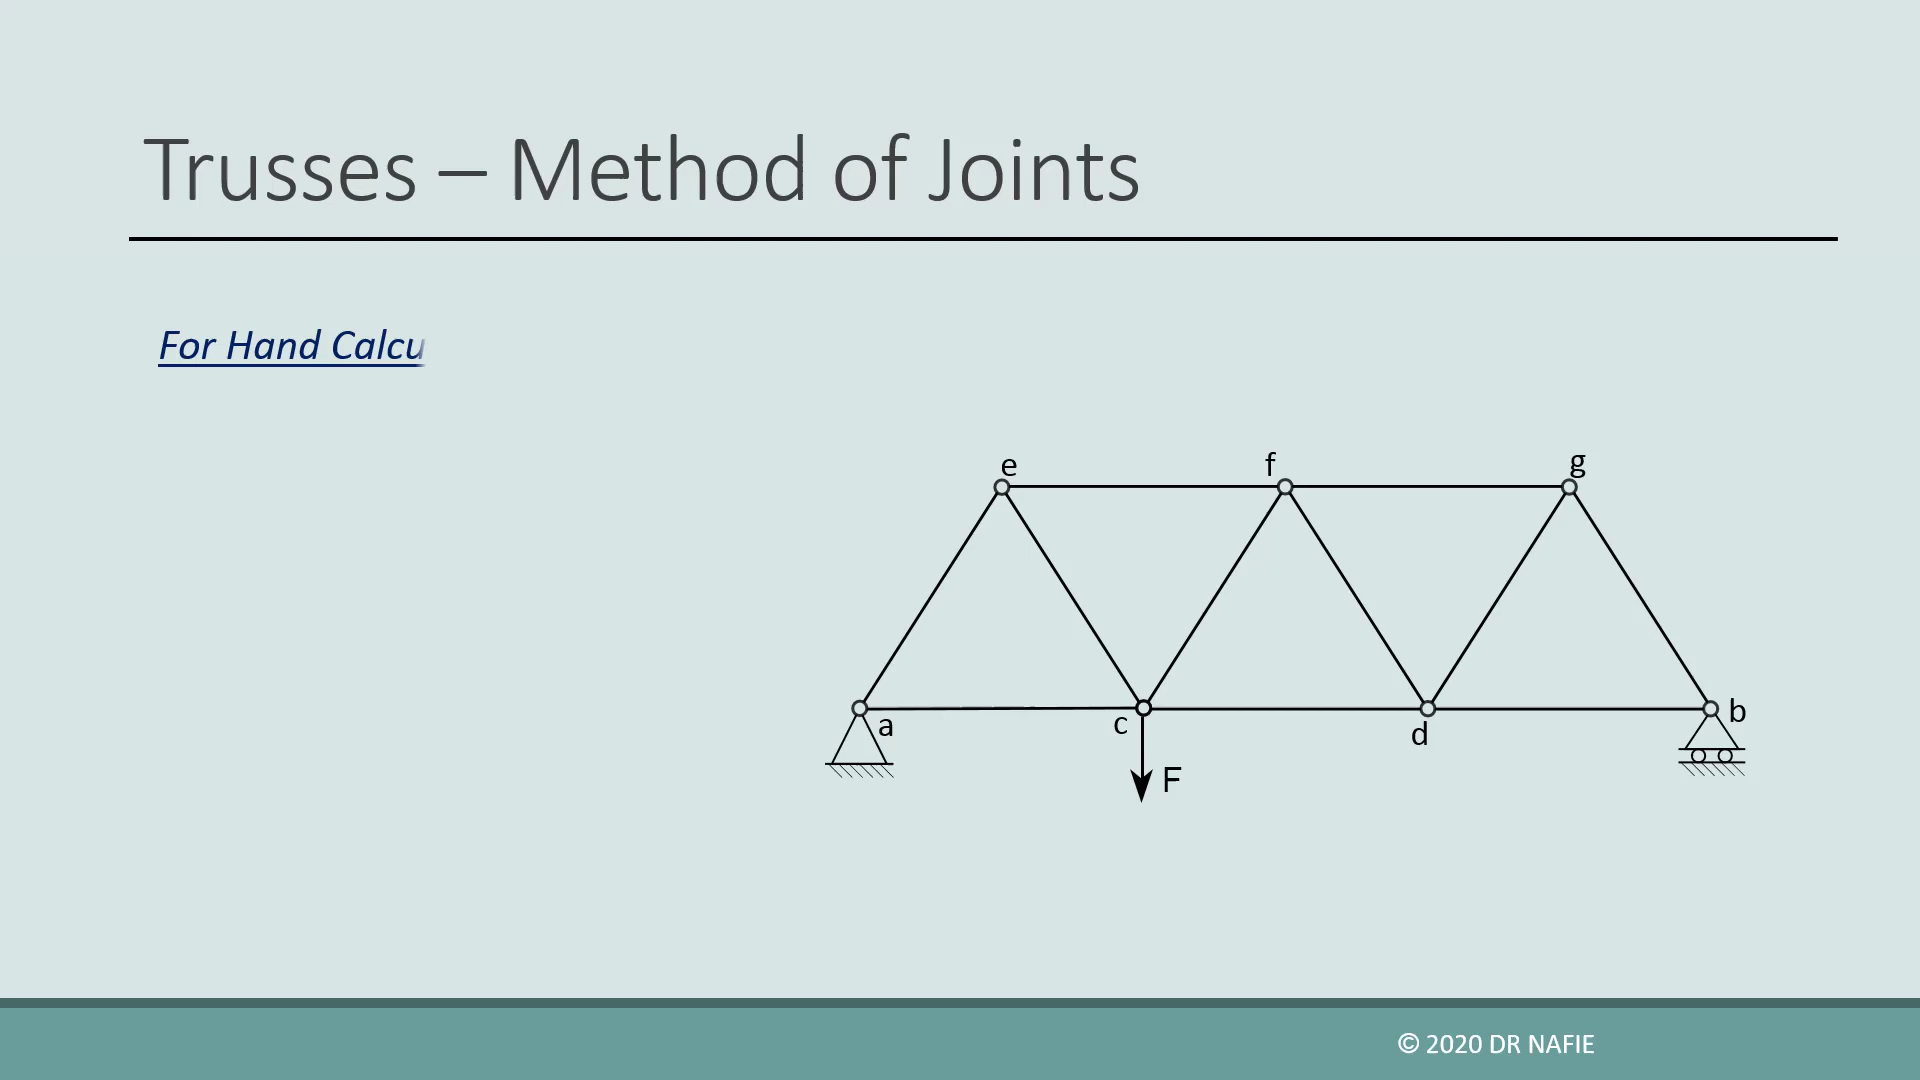 Trusses – Method of Joints
For Hand Calcu
e f g
a c d b
F
© 2020 DR NAFIE